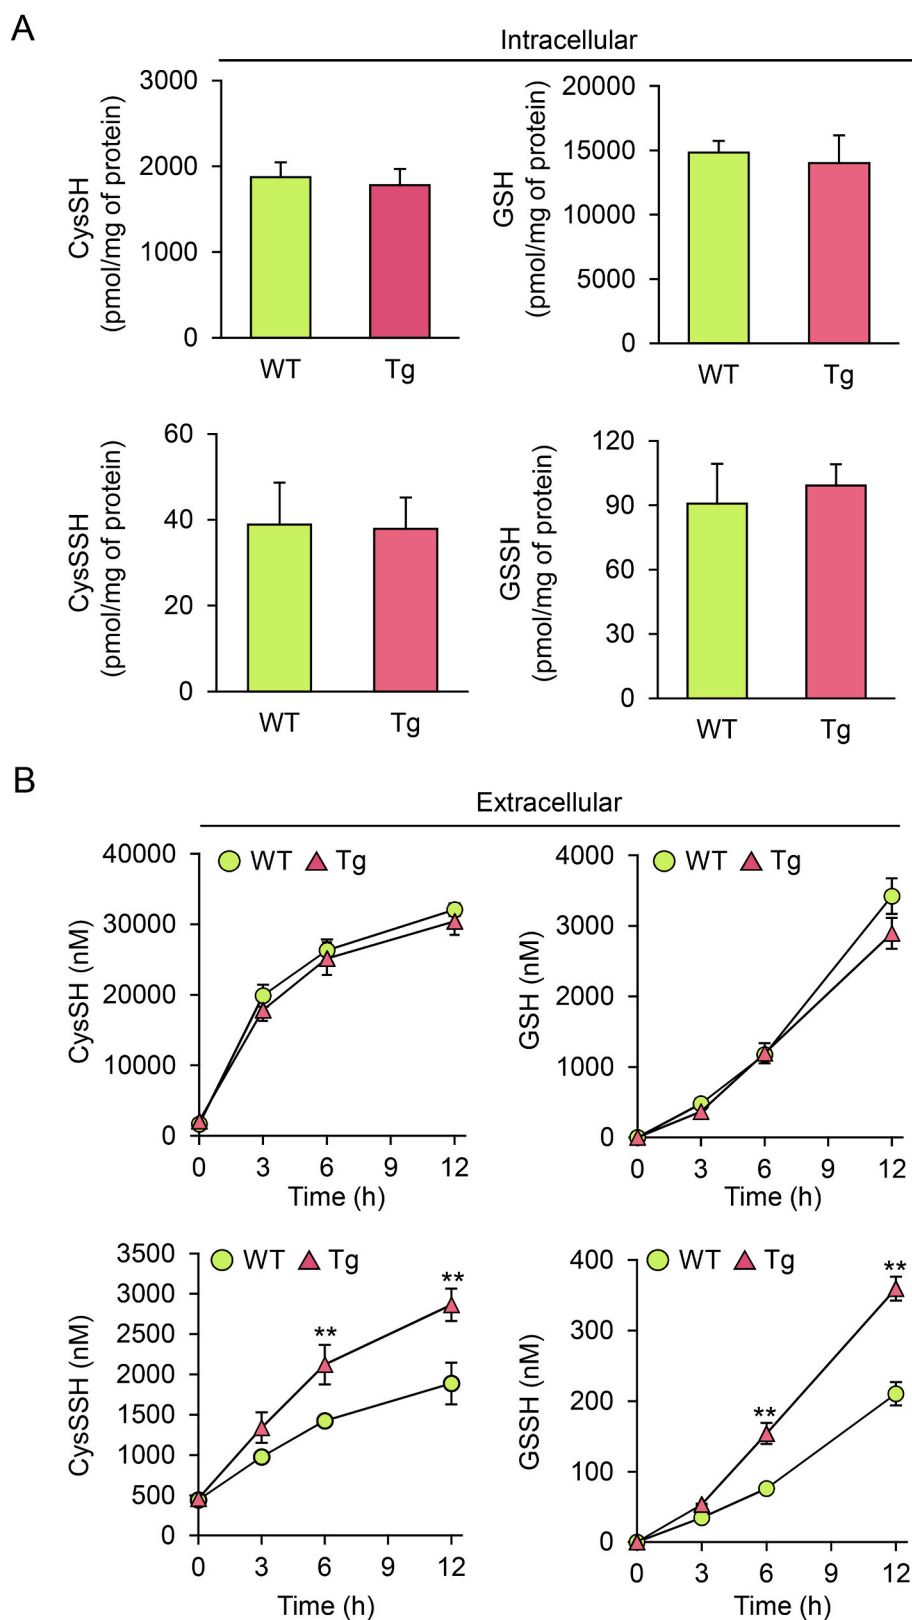 A
Intracellular
CysSH
(pmol/mg of protein)
3000
2000
1000
0
WT
Tg
GSH
(pmol/mg of protein)
20000
15000
10000
5000
0
WT
Tg
CysSSH
(pmol/mg of protein)
60
40
20
0
WT
Tg
GSSH
(pmol/mg of protein)
120
90
60
30
0
WT
Tg
B
Extracellular
WT Tg
CysSH (nM)
40000
30000
20000
10000
0
0 3 6 9 12
Time (h)
WT Tg
GSH (nM)
4000
3000
2000
1000
0
0 3 6 9 12
Time (h)
WT Tg
CysSSH (nM)
3500
3000
2500
2000
1500
1000
500
0
**
**
0 3 6 9 12
Time (h)
WT Tg
GSSH (nM)
400
300
200
100
0
**
**
0 3 6 9 12
Time (h)